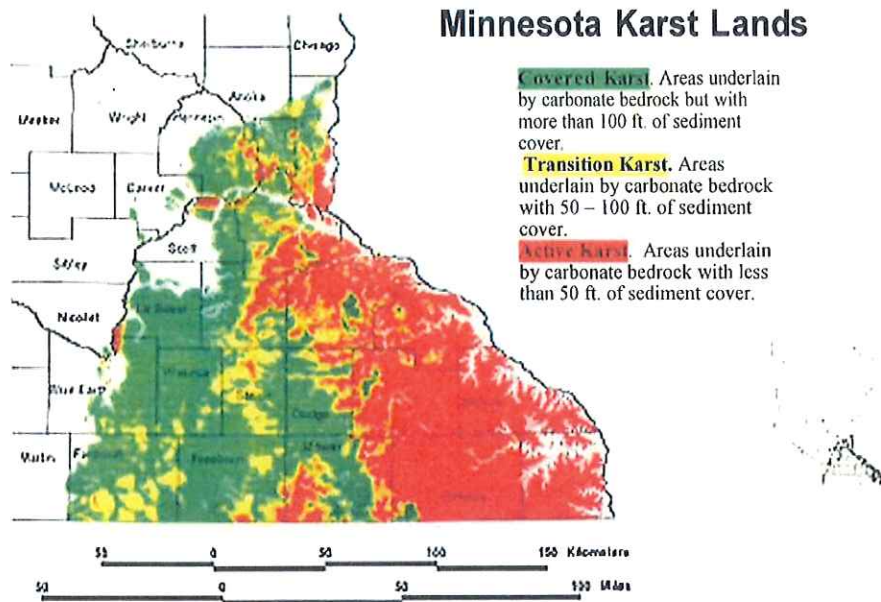 Minnesota Karst Lands
Covered Karst. Areas underlain
by carbonate bedrock but with
more than 100 ft. of sediment
cover.
Transition Karst. Areas
underlain by carbonate bedrock
with 50 – 100 ft. of sediment
cover.
Active Karst. Areas underlain
by carbonate bedrock with less
than 50 ft. of sediment cover.
Sherburne
Chisago
Anoka
Meeker
Wright
Hennepin
McLeod
Carver
Scott
Sibley
Nicolet
Le Sueur
Waseca
Blue Earth
Steele
Dodge
Mower
Martin
Faribault
Freeborn
0 50 100 150 Kilometers
50 0 50 100 Miles